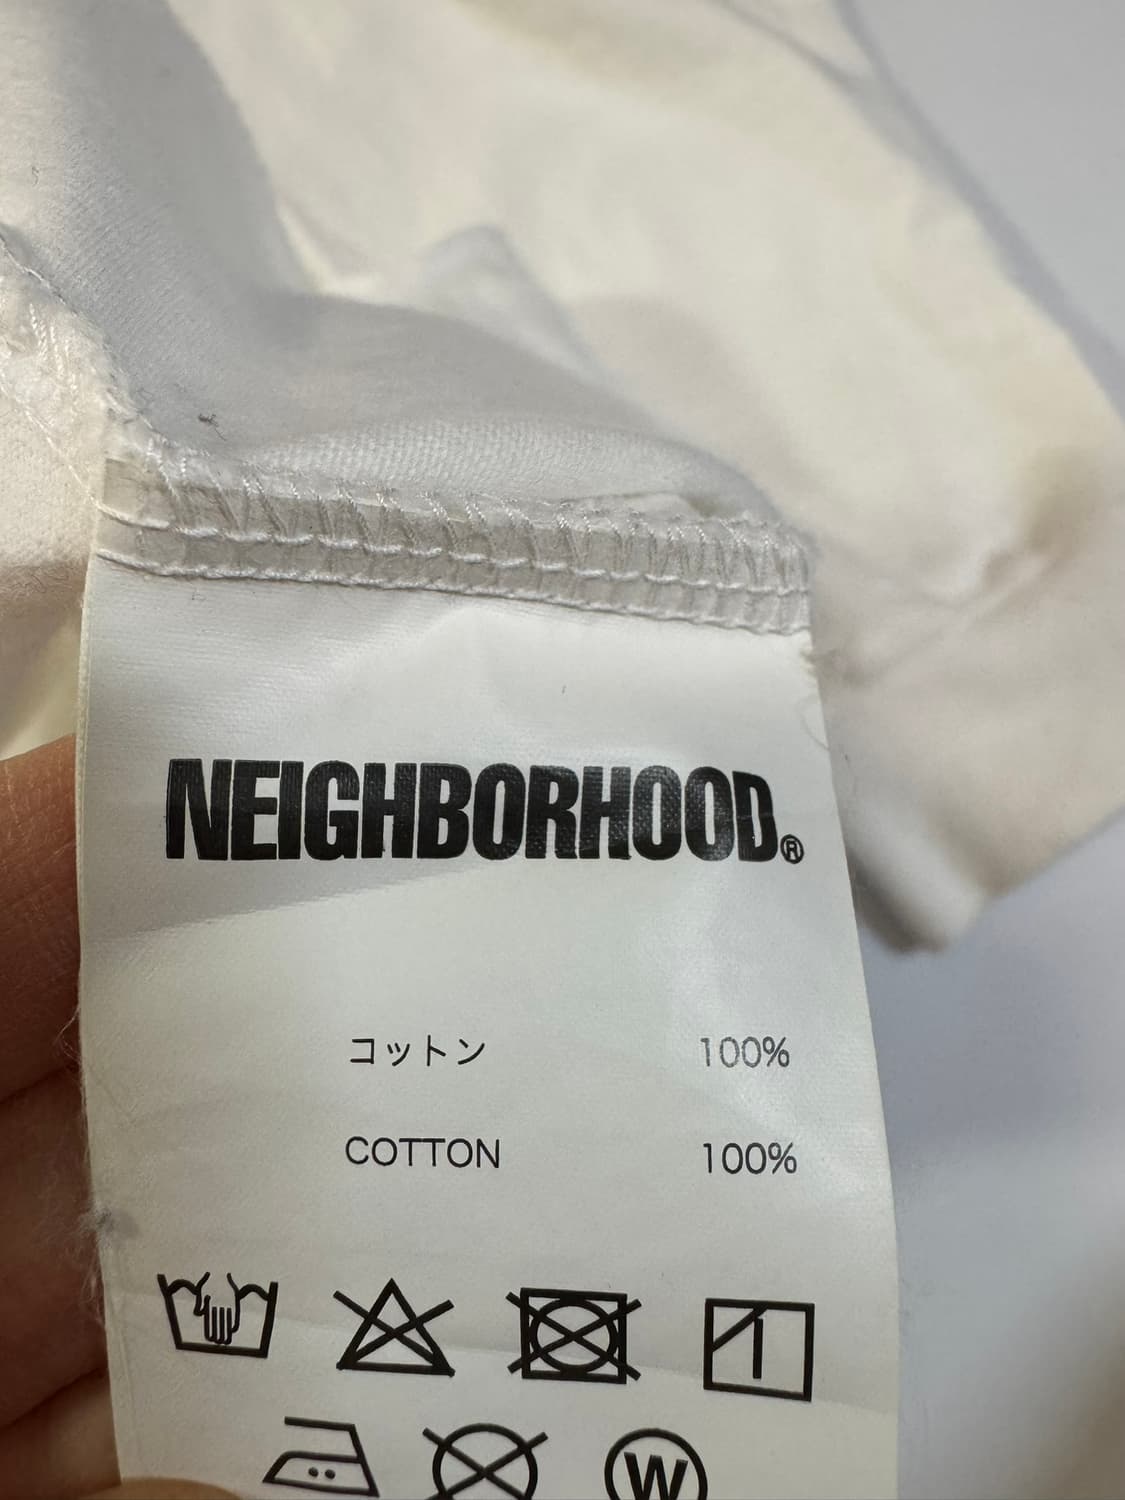 NEIGHBORHOOD®
コットン 100%
COTTON 100%
W